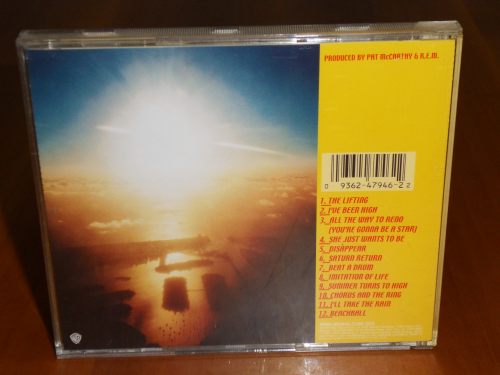 PRODUCED BY PAT McCARTHY & R.E.M.
0 9362-47946-2 2
1. THE LIFTING
2. I'VE BEEN HIGH
3. ALL THE WAY TO RENO
(YOU'RE GONNA BE A STAR)
4. SHE JUST WANTS TO BE
5. DISAPPEAR
6. SATURN RETURN
7. BEAT A DRUM
8. IMITATION OF LIFE
9. SUMMER TURNS TO HIGH
10. CHORUS AND THE RING
11. I'LL TAKE THE RAIN
12. BEACHBALL